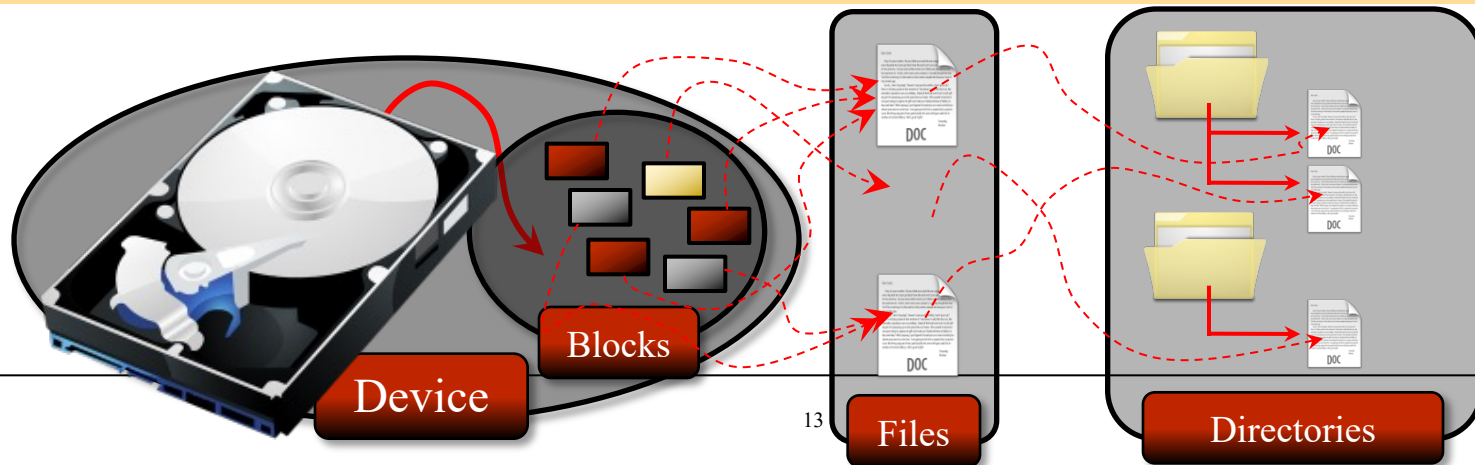 DOC
DOC
DOC
DOC
DOC
Blocks
Device
13
Files
Directories